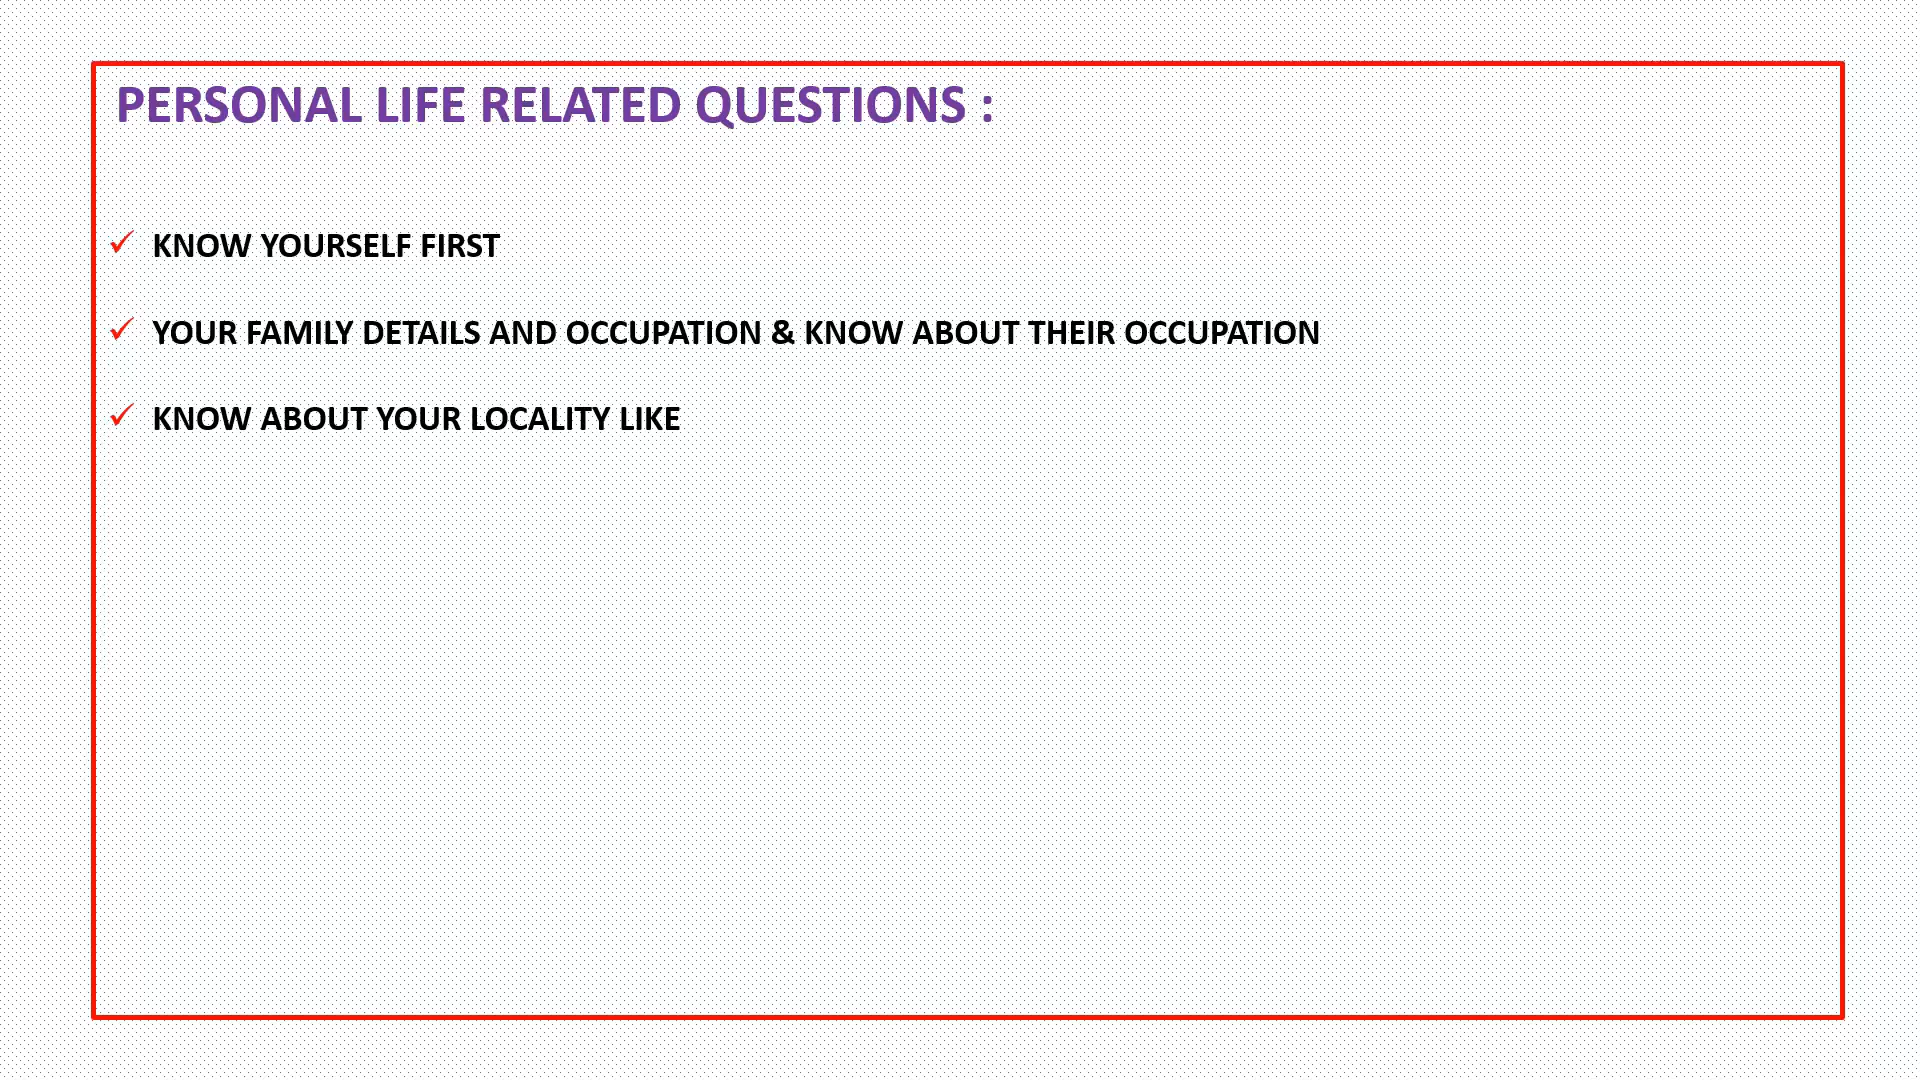 PERSONAL LIFE RELATED QUESTIONS :
✓ KNOW YOURSELF FIRST
✓ YOUR FAMILY DETAILS AND OCCUPATION & KNOW ABOUT THEIR OCCUPATION
✓ KNOW ABOUT YOUR LOCALITY LIKE